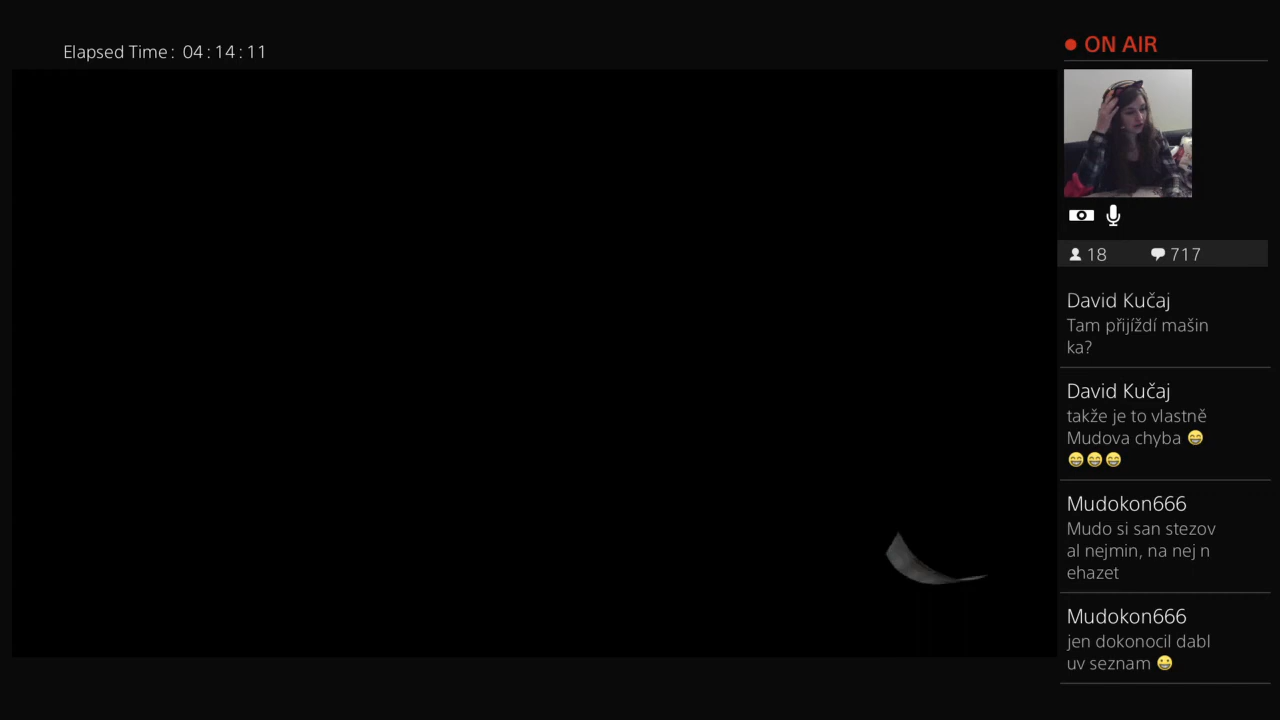 Elapsed Time: 04:14:11
ON AIR
18 717
David Kučaj
Tam přijíždí mašin
ka?
David Kučaj
takže je to vlastně
Mudova chyba 😁
😁😁😁
Mudokon666
Mudo si san stezov
al nejmin, na nej n
ehazet
Mudokon666
jen dokonocil dabl
uv seznam 😀